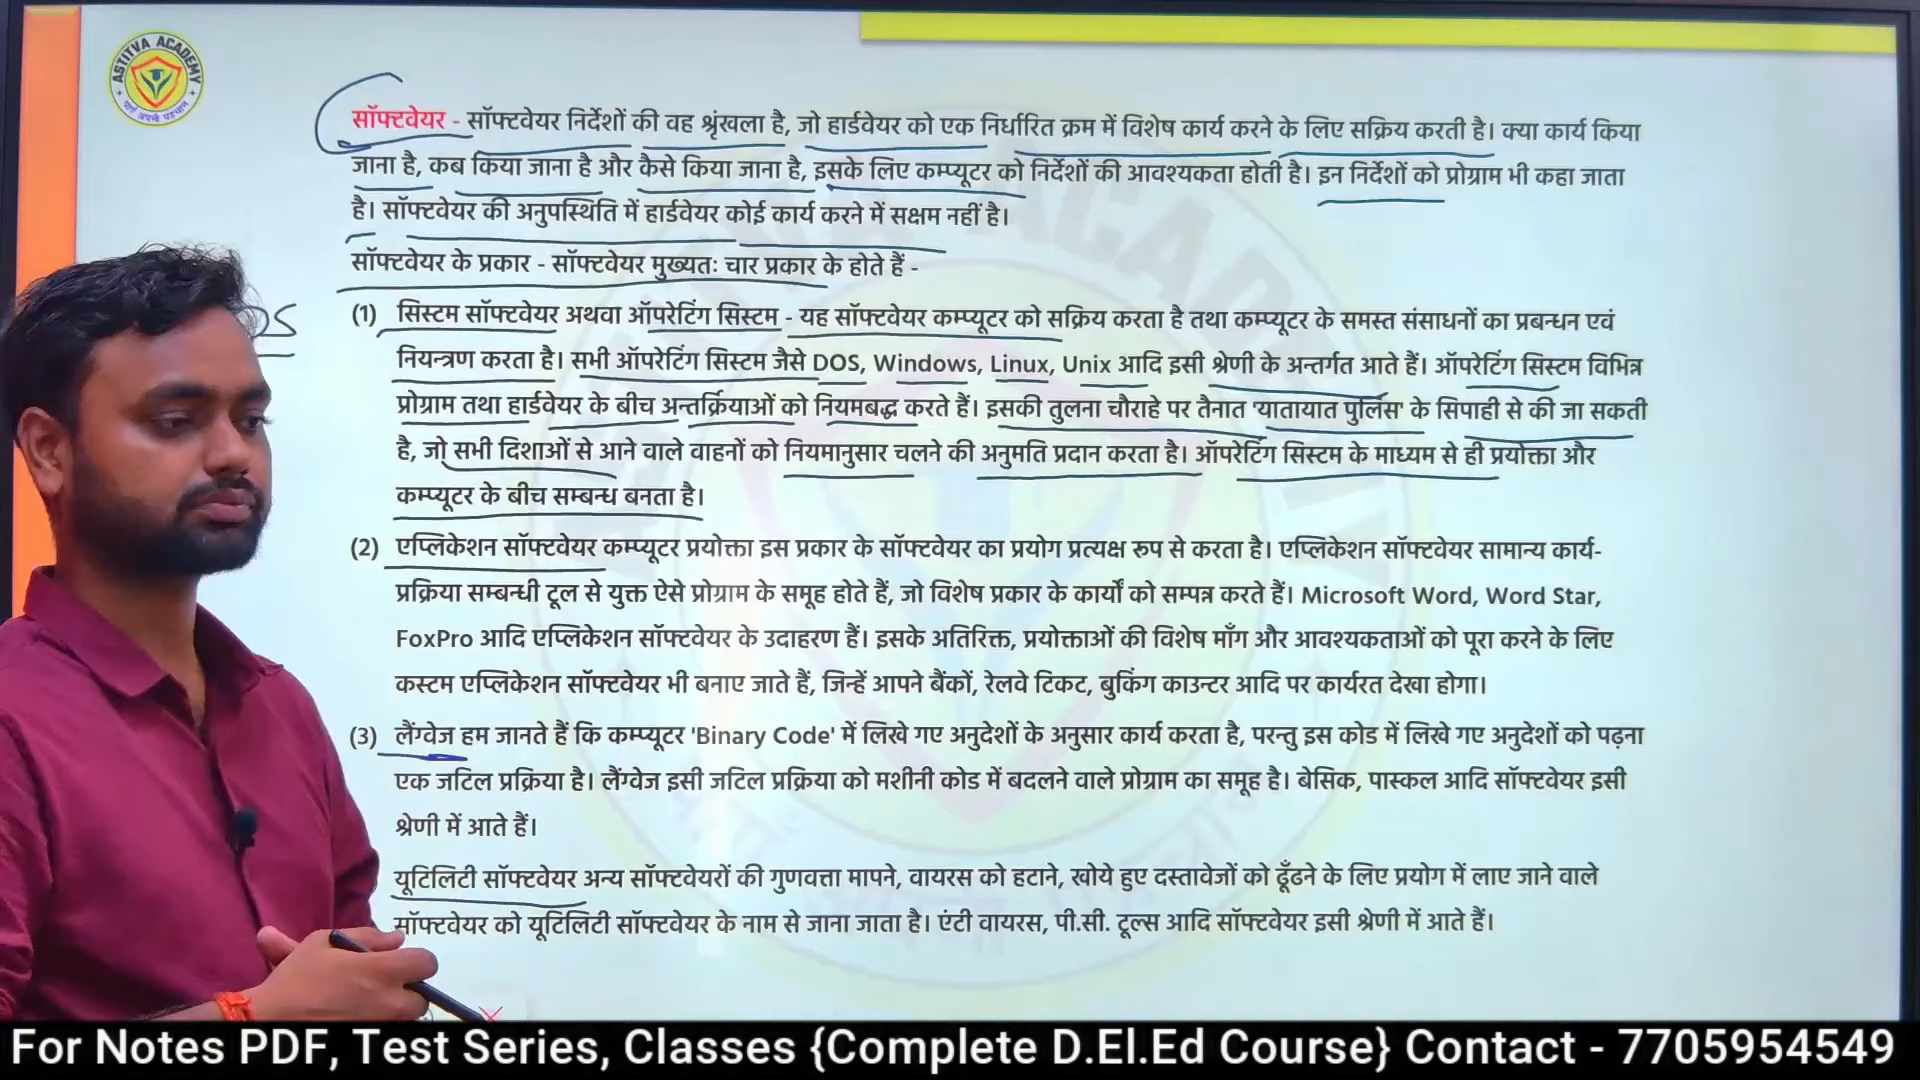 ASTITVA ACADEMY
सॉफ्टवेयर - सॉफ्टवेयर निर्देशों की वह श्रृंखला है, जो हार्डवेयर को एक निर्धारित क्रम में विशेष कार्य करने के लिए सक्रिय करती है। क्या कार्य किया
जाना है, कब किया जाना है और कैसे किया जाना है, इसके लिए कम्प्यूटर को निर्देशों की आवश्यकता होती है। इन निर्देशों को प्रोग्राम भी कहा जाता
है। सॉफ्टवेयर की अनुपस्थिति में हार्डवेयर कोई कार्य करने में सक्षम नहीं है।
सॉफ्टवेयर के प्रकार - सॉफ्टवेयर मुख्यतः चार प्रकार के होते हैं -
(1) सिस्टम सॉफ्टवेयर अथवा ऑपरेटिंग सिस्टम - यह सॉफ्टवेयर कम्प्यूटर को सक्रिय करता है तथा कम्प्यूटर के समस्त संसाधनों का प्रबन्धन एवं
नियन्त्रण करता है। सभी ऑपरेटिंग सिस्टम जैसे DOS, Windows, Linux, Unix आदि इसी श्रेणी के अन्तर्गत आते हैं। ऑपरेटिंग सिस्टम विभिन्न
प्रोग्राम तथा हार्डवेयर के बीच अन्तर्क्रियाओं को नियमबद्ध करते हैं। इसकी तुलना चौराहे पर तैनात 'यातायात पुलिस' के सिपाही से की जा सकती
है, जो सभी दिशाओं से आने वाले वाहनों को नियमानुसार चलने की अनुमति प्रदान करता है। ऑपरेटिंग सिस्टम के माध्यम से ही प्रयोक्ता और
कम्प्यूटर के बीच सम्बन्ध बनता है।
(2) एप्लिकेशन सॉफ्टवेयर कम्प्यूटर प्रयोक्ता इस प्रकार के सॉफ्टवेयर का प्रयोग प्रत्यक्ष रूप से करता है। एप्लिकेशन सॉफ्टवेयर सामान्य कार्य-
प्रक्रिया सम्बन्धी टूल से युक्त ऐसे प्रोग्राम के समूह होते हैं, जो विशेष प्रकार के कार्यों को सम्पन्न करते हैं। Microsoft Word, Word Star,
FoxPro आदि एप्लिकेशन सॉफ्टवेयर के उदाहरण हैं। इसके अतिरिक्त, प्रयोक्ताओं की विशेष माँग और आवश्यकताओं को पूरा करने के लिए
कस्टम एप्लिकेशन सॉफ्टवेयर भी बनाए जाते हैं, जिन्हें आपने बैंकों, रेलवे टिकट, बुकिंग काउन्टर आदि पर कार्यरत देखा होगा।
(3) लैंग्वेज हम जानते हैं कि कम्प्यूटर 'Binary Code' में लिखे गए अनुदेशों के अनुसार कार्य करता है, परन्तु इस कोड में लिखे गए अनुदेशों को पढ़ना
एक जटिल प्रक्रिया है। लैंग्वेज इसी जटिल प्रक्रिया को मशीनी कोड में बदलने वाले प्रोग्राम का समूह है। बेसिक, पास्कल आदि सॉफ्टवेयर इसी
श्रेणी में आते हैं।
यूटिलिटी सॉफ्टवेयर अन्य सॉफ्टवेयरों की गुणवत्ता मापने, वायरस को हटाने, खोये हुए दस्तावेजों को ढूँढने के लिए प्रयोग में लाए जाने वाले
सॉफ्टवेयर को यूटिलिटी सॉफ्टवेयर के नाम से जाना जाता है। एंटी वायरस, पी.सी. टूल्स आदि सॉफ्टवेयर इसी श्रेणी में आते हैं।
For Notes PDF, Test Series, Classes {Complete D.El.Ed Course} Contact - 7705954549